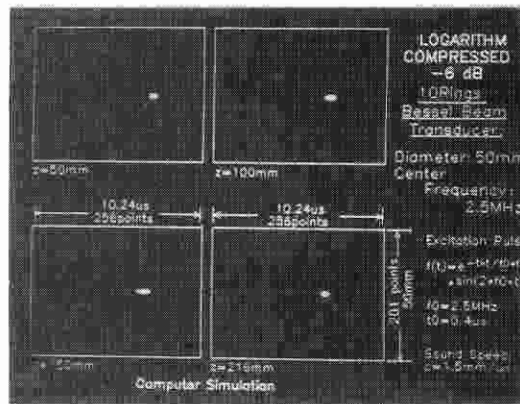 LOGARITHM
COMPRESSED
-6 dB
10Rings
Bessel Beam
Transducer:
Diameter: 50mm
Center
Frequency:
2.5MHz
z=50mm
z=100mm
10.24us
256points
10.24us
256points
201 points
50mm
Excitation
f0=2.5MHz
t0=0.4us
Sound Speed
z=216mm
Computer Simulation